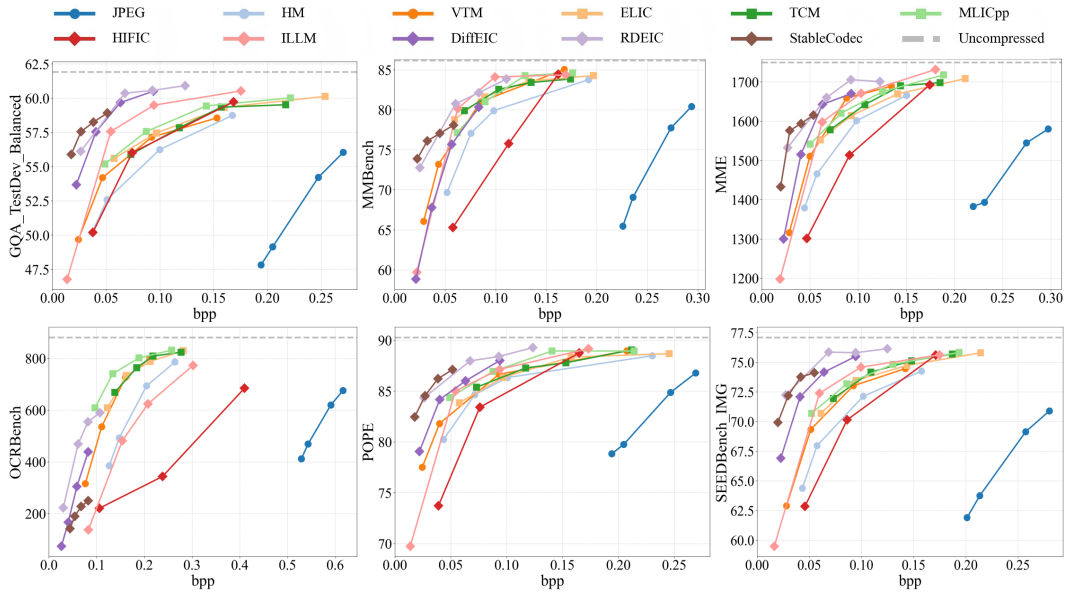 JPEG HM VTM ELIC TCM MLICpp
HIFIC ILLM DiffEIC RDEIC StableCodec Uncompressed
GQA_TestDev_Balanced
62.5
60.0
57.5
55.0
52.5
50.0
47.5
0.00 0.05 0.10 0.15 0.20 0.25
bpp
MMBench
85
80
75
70
65
60
0.00 0.05 0.10 0.15 0.20 0.25 0.30
bpp
MME
1700
1600
1500
1400
1300
1200
0.00 0.05 0.10 0.15 0.20 0.25 0.30
bpp
OCRBench
800
600
400
200
0.0 0.1 0.2 0.3 0.4 0.5 0.6
bpp
POPE
90
85
80
75
70
0.00 0.05 0.10 0.15 0.20 0.25
bpp
SEEDBench_IMG
77.5
75.0
72.5
70.0
67.5
65.0
62.5
60.0
0.00 0.05 0.10 0.15 0.20 0.25
bpp